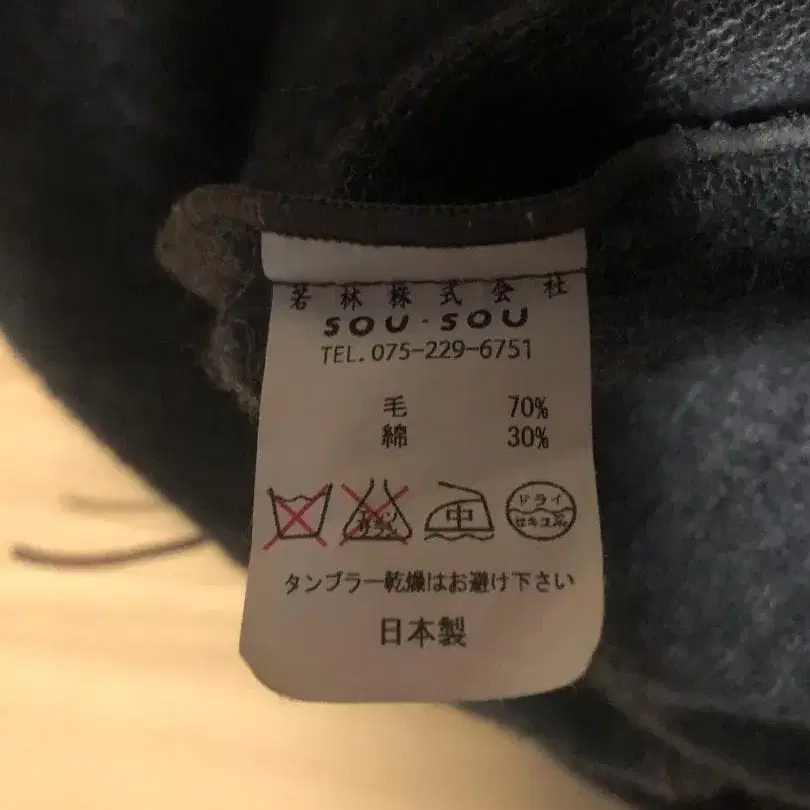 若林株式会社
SOU・SOU
TEL. 075-229-6751
毛 70%
綿 30%
中 ドライ
セキユ系
タンブラー乾燥はお避け下さい
日本製